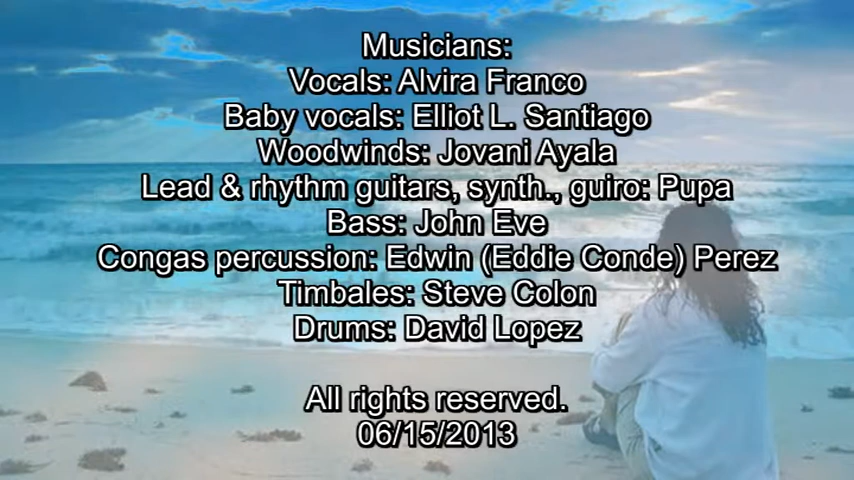 Musicians:
Vocals: Alvira Franco
Baby vocals: Elliot L. Santiago
Woodwinds: Jovani Ayala
Lead & rhythm guitars, synth., guiro: Pupa
Bass: John Eve
Congas percussion: Edwin (Eddie Conde) Perez
Timbales: Steve Colon
Drums: David Lopez
All rights reserved.
06/15/2013